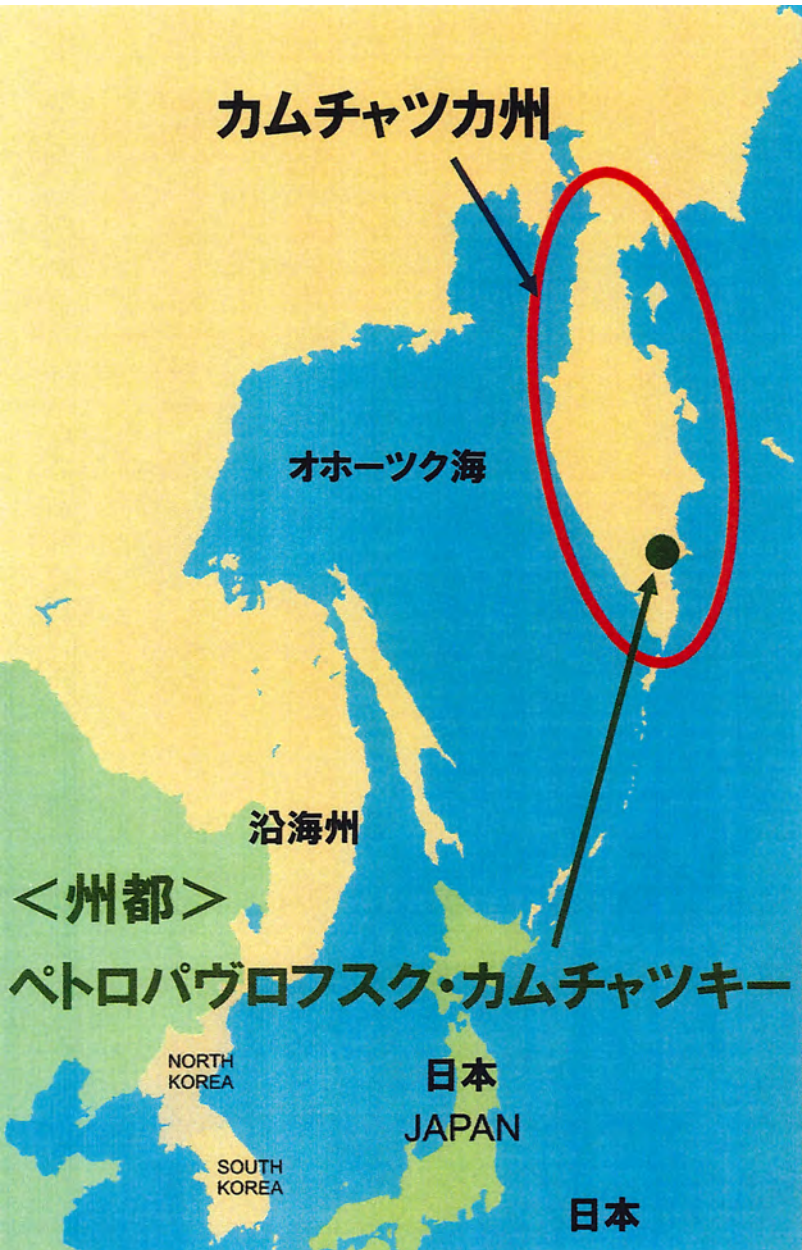 カムチャツカ州
オホーツク海
沿海州
＜州都＞
ペトロパヴロフスク・カムチャツキー
NORTH
KOREA
日本
JAPAN
SOUTH
KOREA
日本